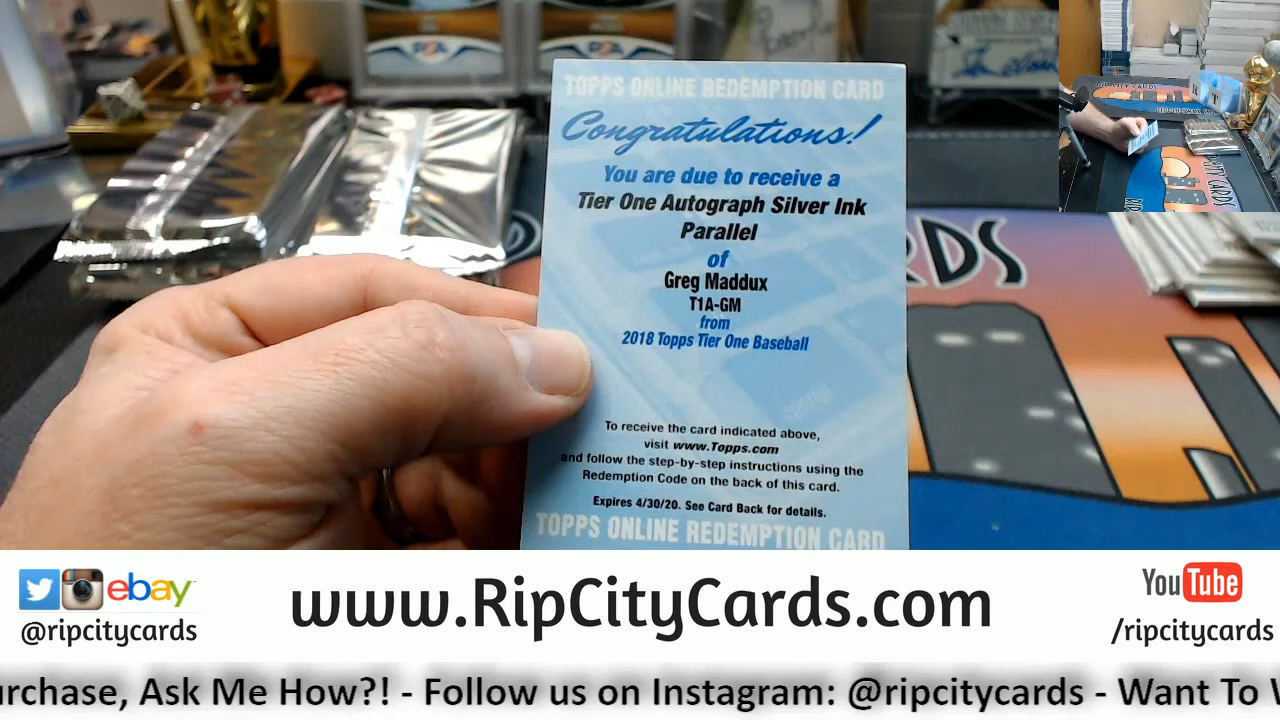 TOPPS ONLINE REDEMPTION CARD
Congratulations!
You are due to receive a
Tier One Autograph Silver Ink
Parallel
of
Greg Maddux
T1A-GM
from
2018 Topps Tier One Baseball
To receive the card indicated above,
visit www.Topps.com
and follow the step-by-step instructions using the
Redemption Code on the back of this card.
Expires 4/30/20. See Card Back for details.
TOPPS ONLINE REDEMPTION CARD
RDS
ebay
@ripcitycards
www.RipCityCards.com
YouTube
/ripcitycards
urchase, Ask Me How?! - Follow us on Instagram: @ripcitycards - Want To